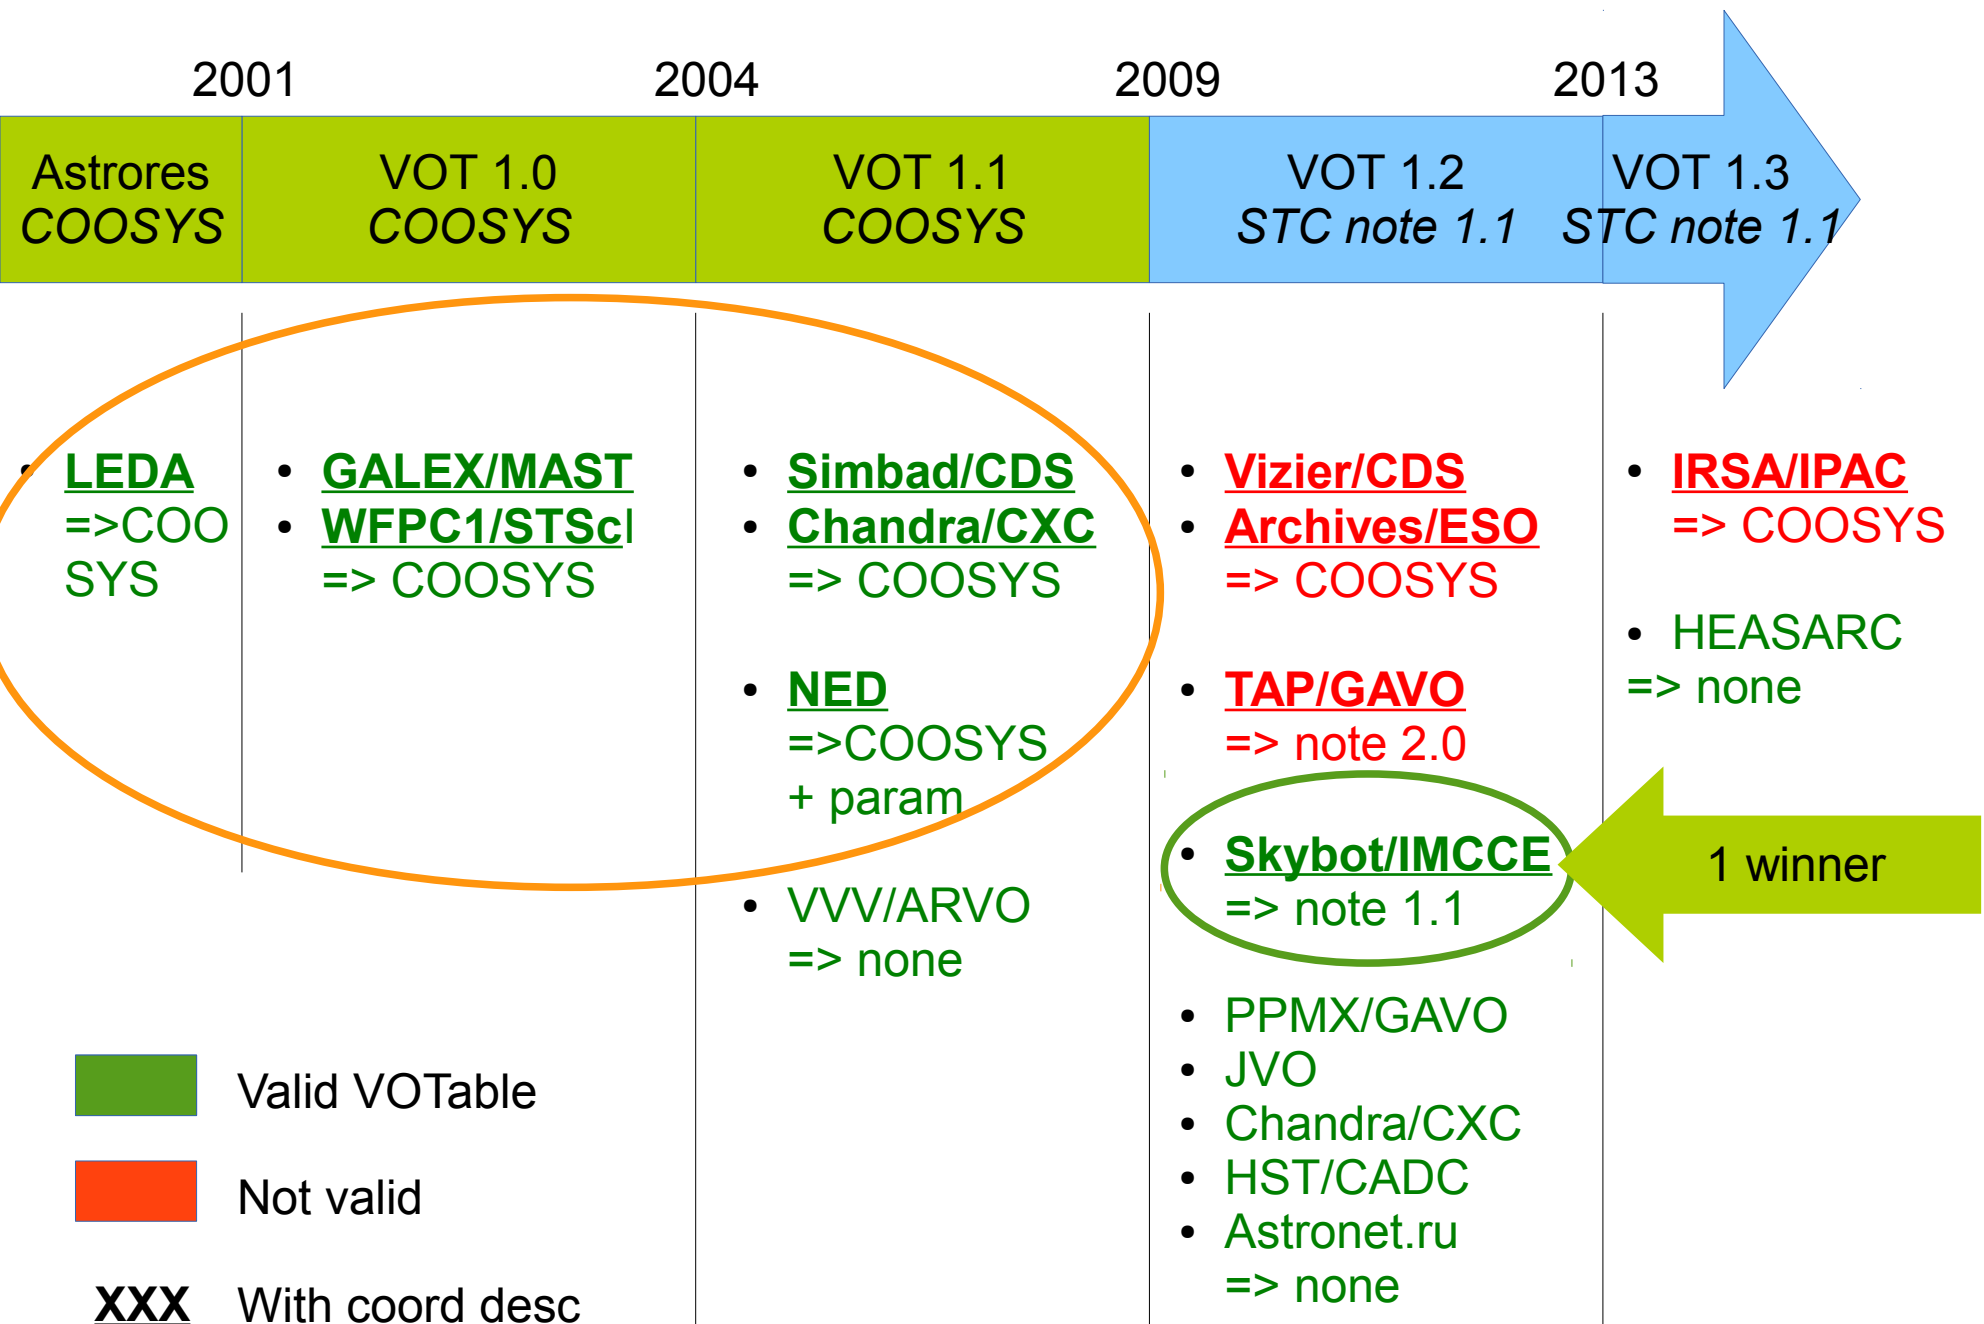 2001
2004
2009
2013
Astrores
COOSYS
VOT 1.0
COOSYS
VOT 1.1
COOSYS
VOT 1.2
STC note 1.1
VOT 1.3
STC note 1.1
• LEDA
=>COO
SYS
• GALEX/MAST
• WFPC1/STScI
=> COOSYS
• Simbad/CDS
• Chandra/CXC
=> COOSYS
• NED
=>COOSYS
+ param
• VVV/ARVO
=> none
• Vizier/CDS
• Archives/ESO
=> COOSYS
• TAP/GAVO
=> note 2.0
• Skybot/IMCCE
=> note 1.1
• PPMX/GAVO
• JVO
• Chandra/CXC
• HST/CADC
• Astronet.ru
=> none
• IRSA/IPAC
=> COOSYS
• HEASARC
=> none
1 winner
Valid VOTable
Not valid
XXX With coord desc